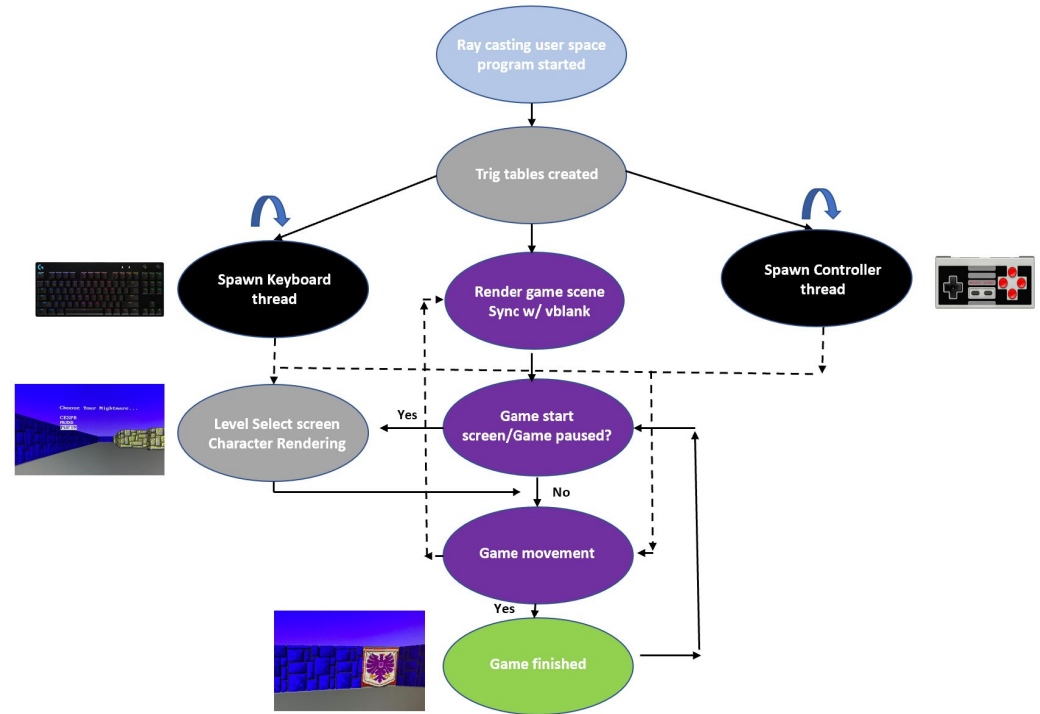 Ray casting user space
program started
Trig tables created
Spawn Keyboard
thread
Spawn Controller
thread
Render game scene
Sync w/ vblank
Choose Your Nightmare...
Level Select screen
Character Rendering
Yes
Game start
screen/Game paused?
No
Game movement
Yes
Game finished